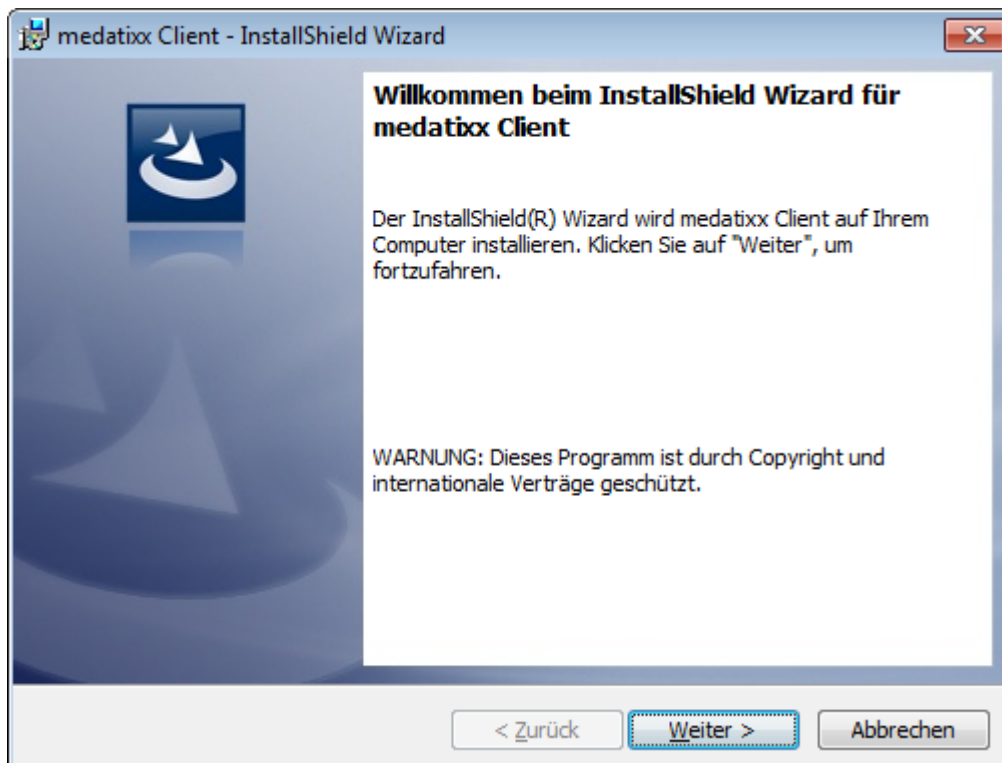 medatixx Client - InstallShield Wizard
Willkommen beim InstallShield Wizard für
medatixx Client
Der InstallShield(R) Wizard wird medatixx Client auf Ihrem
Computer installieren. Klicken Sie auf "Weiter", um
fortzufahren.
WARNUNG: Dieses Programm ist durch Copyright und
internationale Verträge geschützt.
< Zurück Weiter > Abbrechen